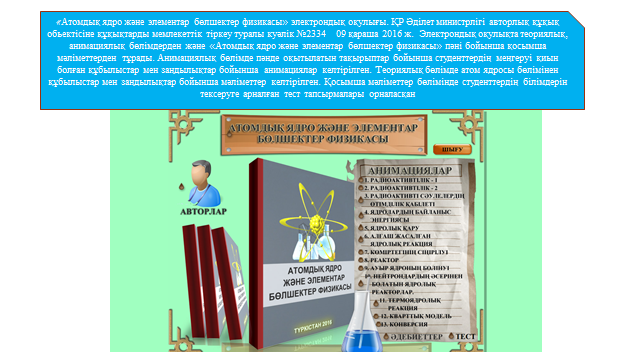 «Атомдық ядро және элементар бөлшектер физикасы» электрондық оқулығы. ҚР Әділет министрлігі авторлық құқық
объектісіне құқықтарды мемлекеттік тіркеу туралы куәлік №2334 09 қараша 2016 ж. Электрондық оқулықта теориялық,
анимациялық бөлімдерден және «Атомдық ядро және элементар бөлшектер физикасы» пәні бойынша қосымша
мәліметтерден тұрады. Анимациялық бөлімде пәнде оқытылатын тақырыптар бойынша студенттердің меңгеруі қиын
болған құбылыстар мен заңдылықтар бойынша анимациялар келтірілген. Теориялық бөлімде атом ядросы бөлімінен
құбылыстар мен заңдылықтар бойынша мәліметтер келтірілген. Қосымша мәліметтер бөлімінде студенттердің білімдерін
тексеруге арналған тест тапсырмалары орналасқан
АТОМДЫҚ ЯДРО ЖӘНЕ ЭЛЕМЕНТАР
БӨЛШЕКТЕР ФИЗИКАСЫ
ШЫҒУ
АВТОРЛАР
АТОМДЫҚ ЯДРО
ЖӘНЕ ЭЛЕМЕНТАР
БӨЛШЕКТЕР ФИЗИКАСЫ
ТҮРКІСТАН 2016
АНИМАЦИЯЛАР
1. РАДИОАКТИВТІЛІК - 1
2. РАДИОАКТИВТІЛІК - 2
3. РАДИОАКТИВТІ СӘУЛЕЛЕРДІҢ
ӨТІМДІЛІК ҚАБІЛЕТІ
4. ЯДРОЛАРДЫҢ БАЙЛАНЫС
ЭНЕРГИЯСЫ
5. ЯДРОЛЫҚ ҚАРУ
6. АЛҒАШ ЖАСАЛҒАН
ЯДРОЛЫҚ РЕАКЦИЯ
7. КӨМІРТЕГІНІҢ СІҢІРІЛУІ
8. РЕАКТОР
9. АУЫР ЯДРОНЫҢ БӨЛІНУІ
10. НЕЙТРОНДАРДЫҢ ӘСЕРІНЕН
БОЛАТЫН ЯДРОЛЫҚ
РЕАКТОРЛАР.
11. ТЕРМОЯДРОЛЫҚ
РЕАКЦИЯ
12. КВАРТТЫҚ МОДЕЛЬ
13. КОНВЕРСИЯ
ӘДЕБИЕТТЕР ТЕСТ